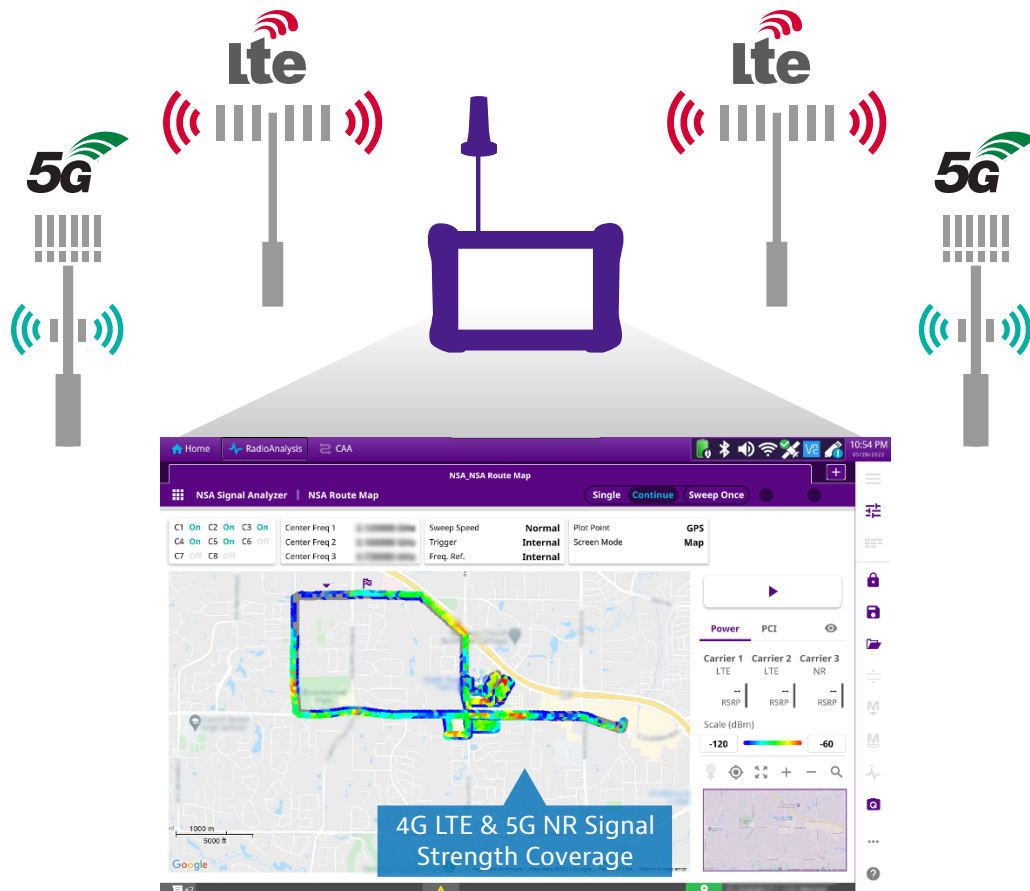 Lte
Lte
5G
5G
Home
RadioAnalysis
CAA
10:54 PM
05/28/2022
NSA_NSA Route Map
+
NSA Signal Analyzer | NSA Route Map
Single
Continue
Sweep Once
C1 On C2 On C3 On
C4 On C5 On C6 Off
C7 Off C8 Off
Center Freq 1
Center Freq 2
Center Freq 3
Sweep Speed Normal
Trigger Internal
Freq. Ref. Internal
Plot Point GPS
Screen Mode Map
Power
PCI
Carrier 1 Carrier 2 Carrier 3
LTE LTE NR
-- -- --
RSRP RSRP RSRP
Scale (dBm)
-120
-60
M
M
1000 m
5000 ft
Google
4G LTE & 5G NR Signal
Strength Coverage